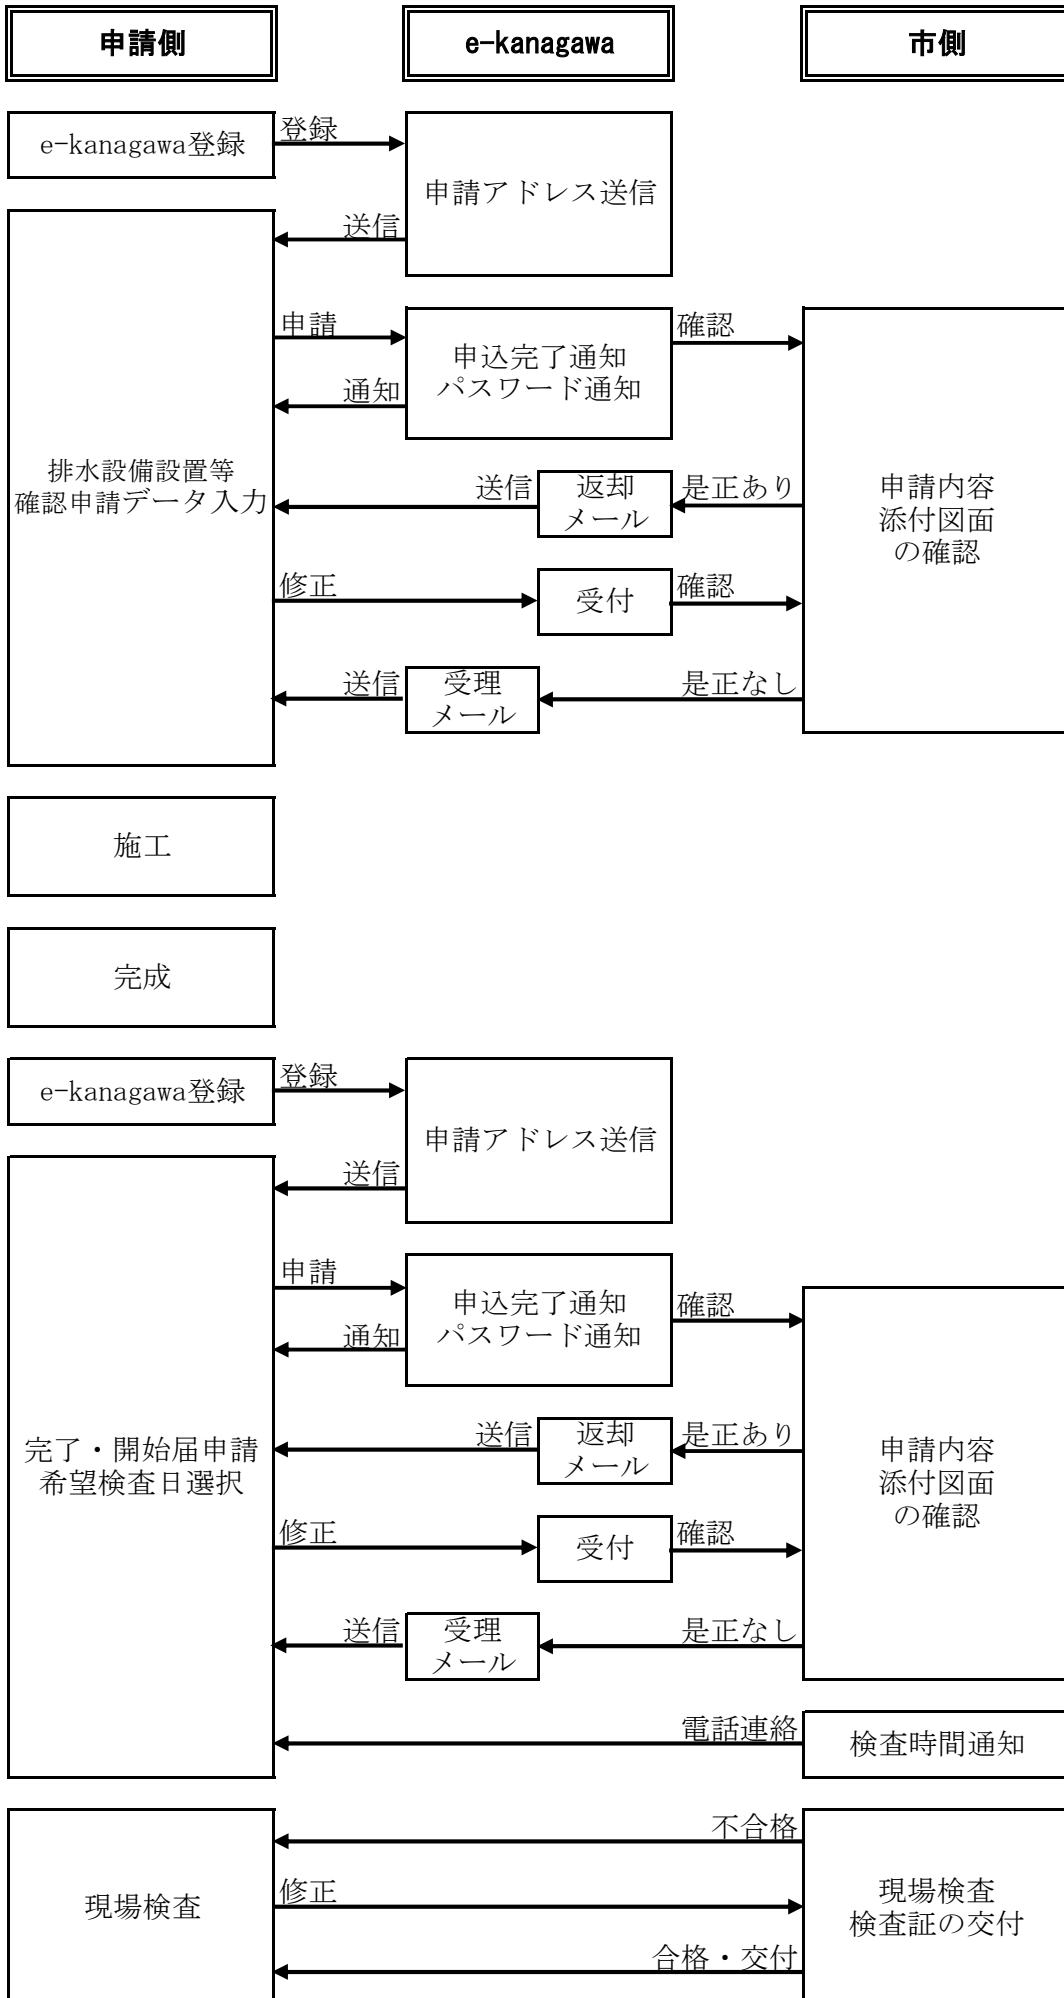 申請側
e-kanagawa
市側
e-kanagawa登録
登録
申請アドレス送信
送信
申請
申込完了通知
パスワード通知
確認
通知
排水設備設置等
確認申請データ入力
送信
返却
メール
是正あり
申請内容
添付図面
の確認
修正
受付
確認
送信
受理
メール
是正なし
施工
完成
e-kanagawa登録
登録
申請アドレス送信
送信
申請
申込完了通知
パスワード通知
確認
通知
完了・開始届申請
希望検査日選択
送信
返却
メール
是正あり
申請内容
添付図面
の確認
修正
受付
確認
送信
受理
メール
是正なし
電話連絡
検査時間通知
不合格
現場検査
修正
現場検査
検査証の交付
合格・交付